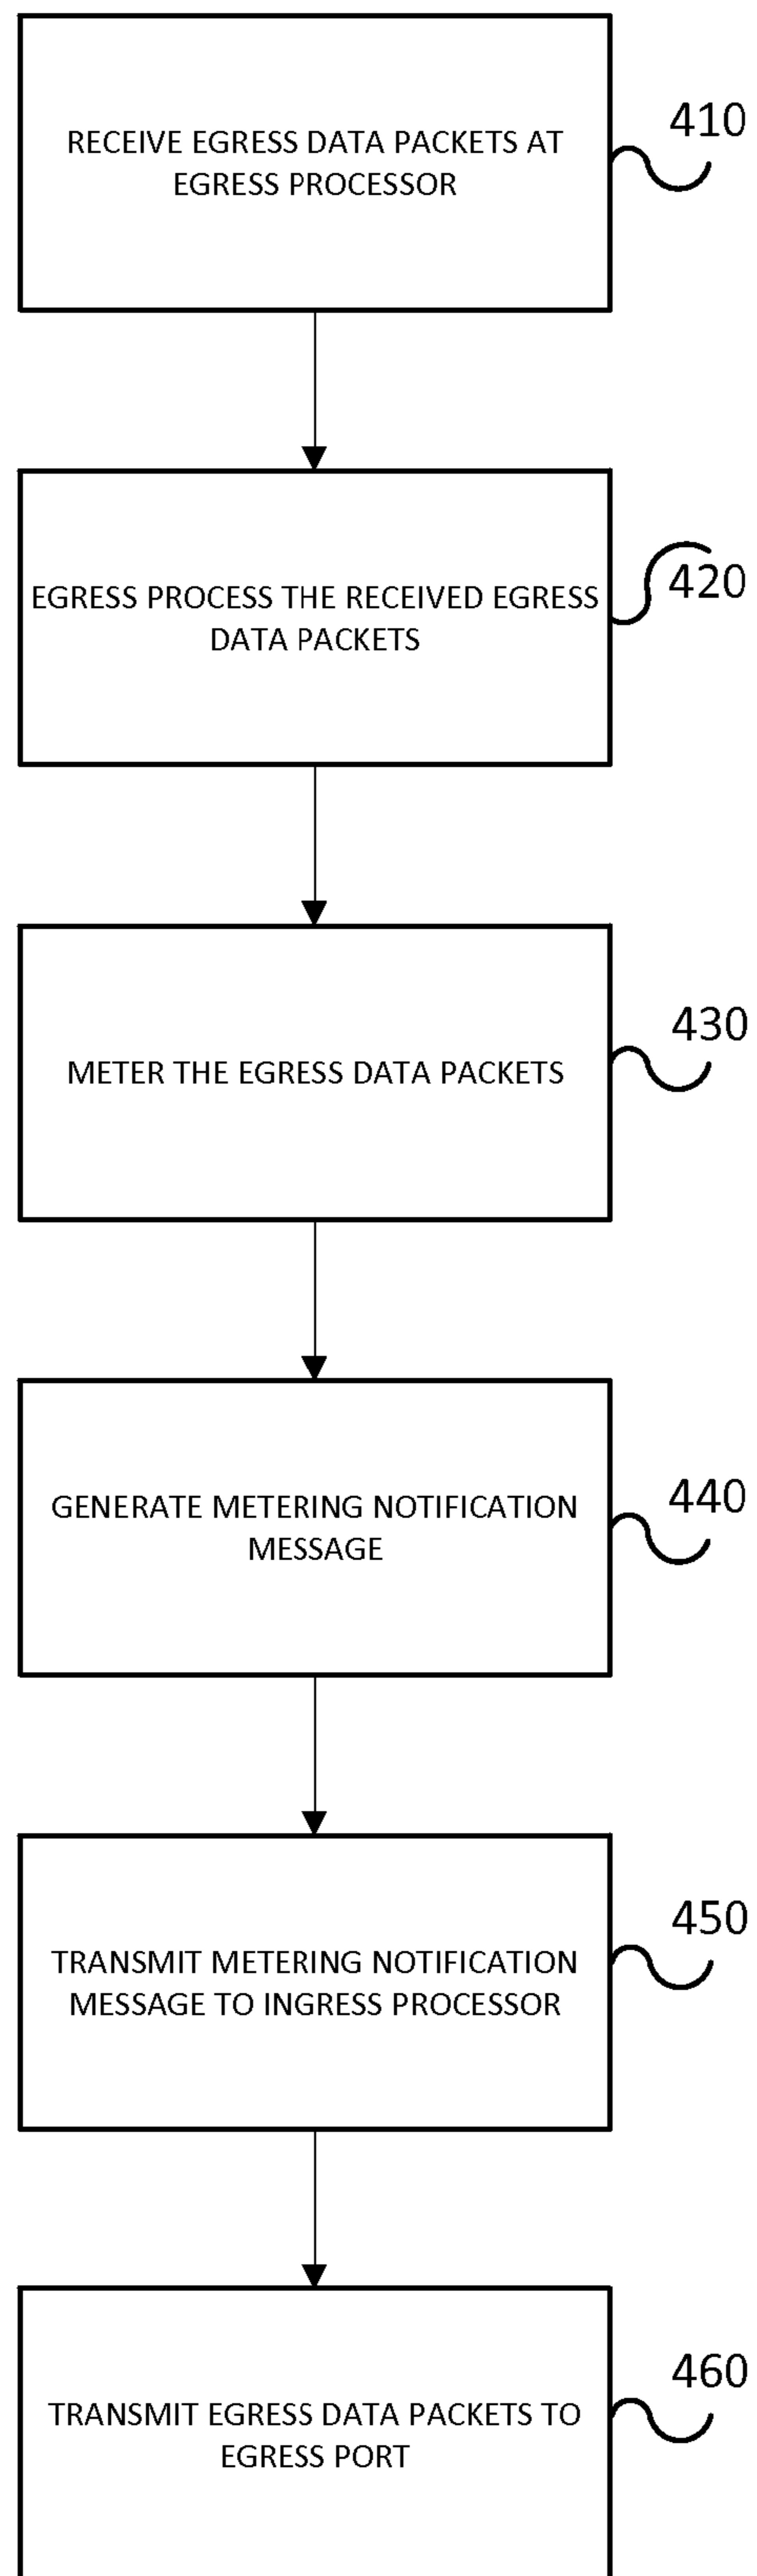 RECEIVE EGRESS DATA PACKETS AT
EGRESS PROCESSOR
410
EGRESS PROCESS THE RECEIVED EGRESS
DATA PACKETS
420
METER THE EGRESS DATA PACKETS
430
GENERATE METERING NOTIFICATION
MESSAGE
440
TRANSMIT METERING NOTIFICATION
MESSAGE TO INGRESS PROCESSOR
450
TRANSMIT EGRESS DATA PACKETS TO
EGRESS PORT
460